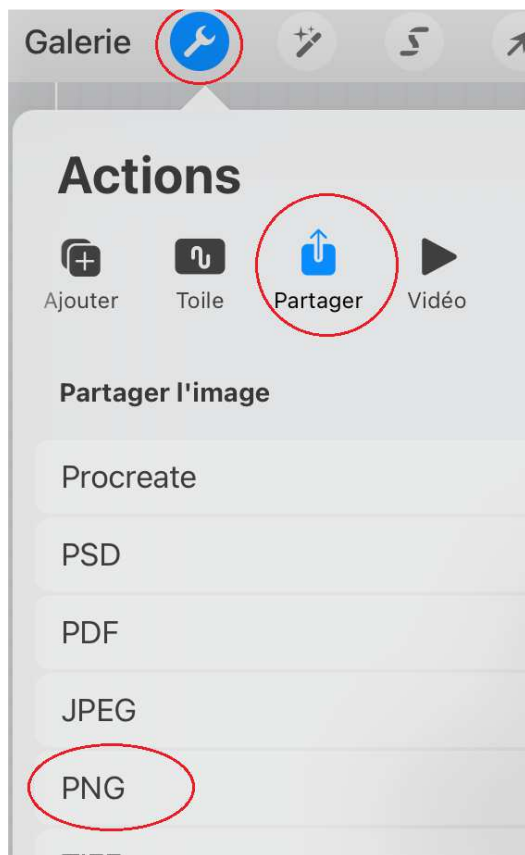 Galerie
Actions
Ajouter Toile Partager Vidéo
Partager l'image
Procreate
PSD
PDF
JPEG
PNG